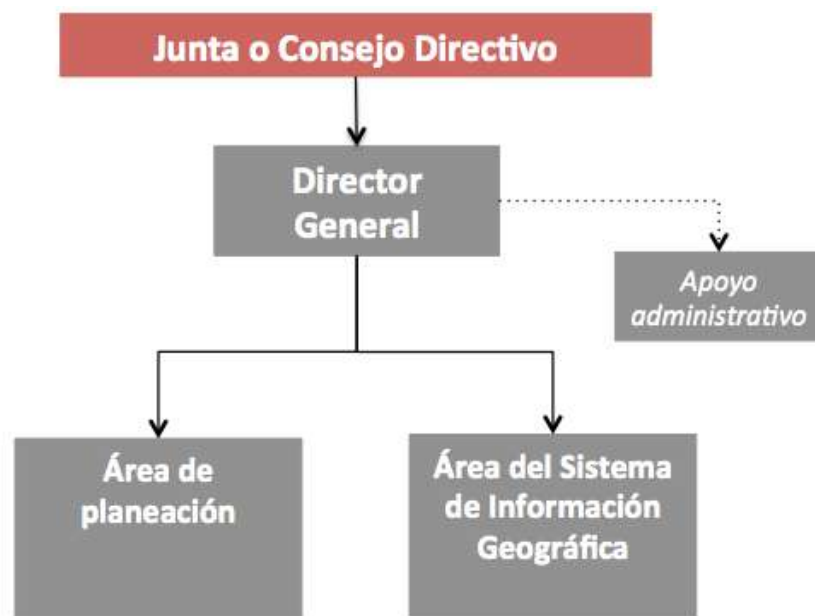 Junta o Consejo Directivo
Director
General
Apoyo
administrativo
Área de
planeación
Área del Sistema
de Información
Geográfica